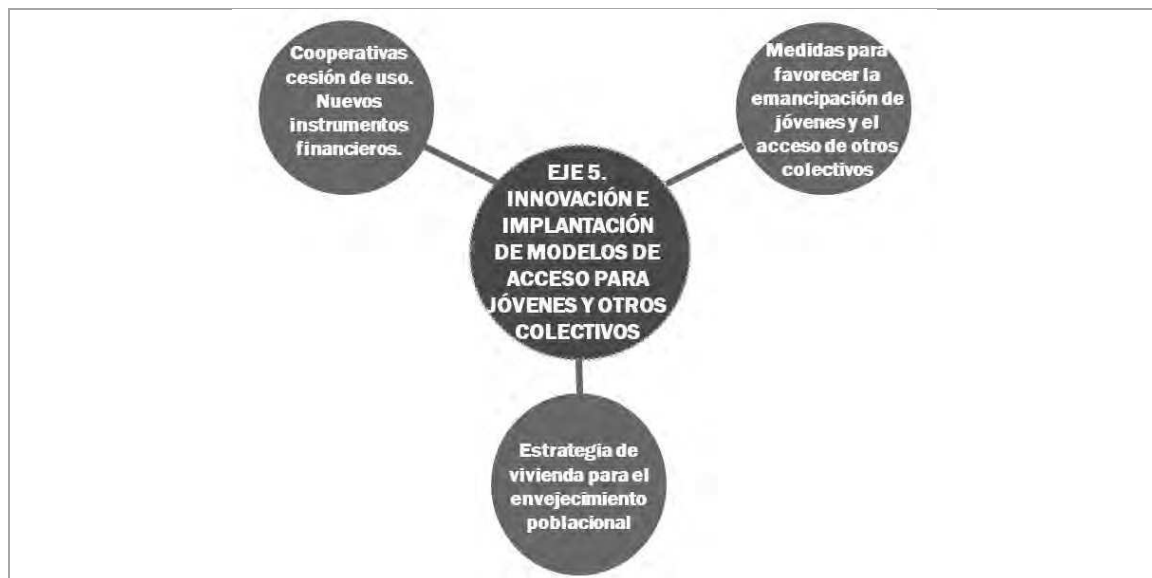 Cooperativas
cesión de uso.
Nuevos
instrumentos
financieros.
Medidas para
favorecer la
emancipación de
jóvenes y el
acceso de otros
colectivos
EJE 5.
INNOVACIÓN E
IMPLANTACIÓN
DE MODELOS DE
ACCESO PARA
JÓVENES Y OTROS
COLECTIVOS
Estrategia de
vivienda para el
envejecimiento
poblacional